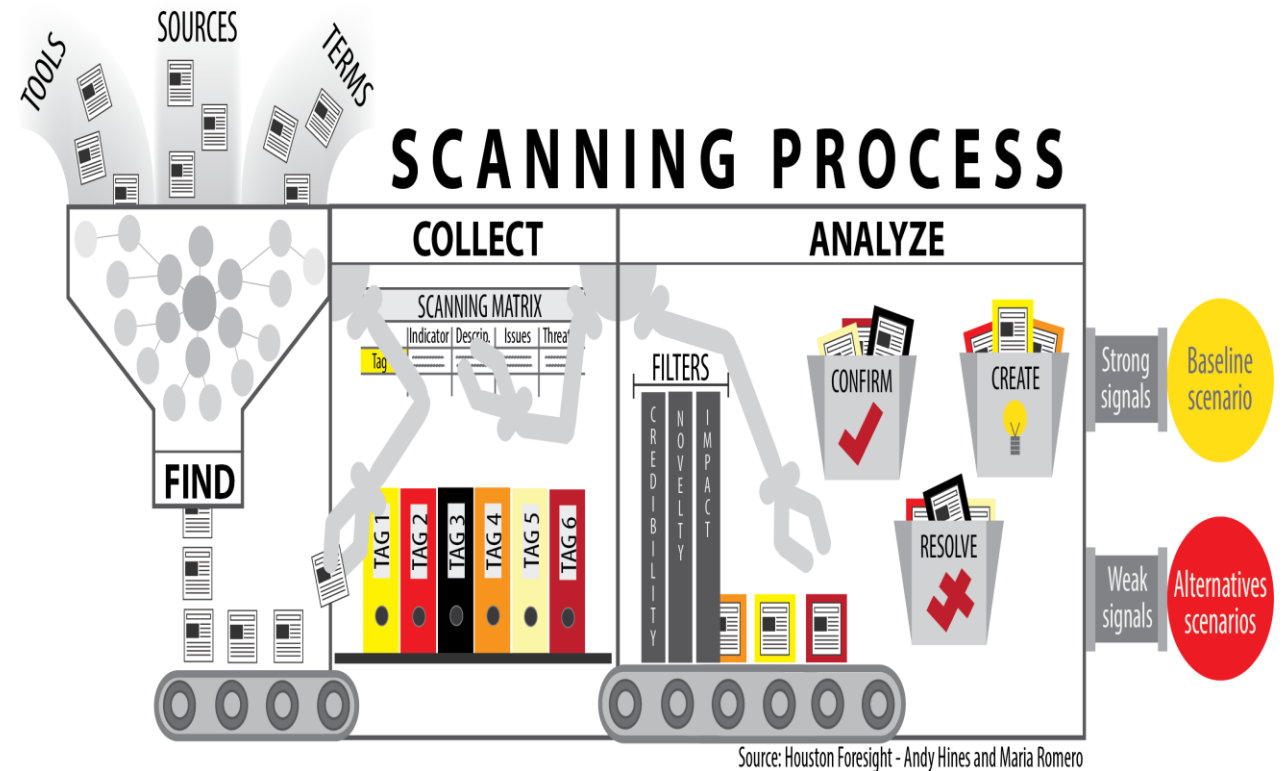 TOOLS
SOURCES
TERMS
SCANNING PROCESS
FIND
COLLECT
SCANNING MATRIX
Indicator Descrip. Issues Threat
Tag
TAG 1
TAG 2
TAG 3
TAG 4
TAG 5
TAG 6
ANALYZE
FILTERS
CREDIBILITY
NOVELTY
IMPACT
CONFIRM
CREATE
RESOLVE
Strong
signals
Baseline
scenario
Weak
signals
Alternatives
scenarios
Source: Houston Foresight - Andy Hines and Maria Romero